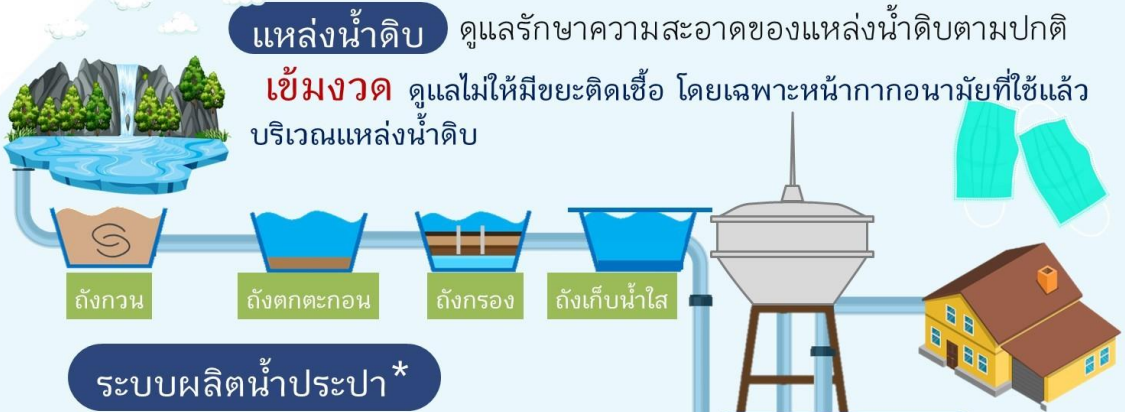 แหล่งน้ำดิบ ดูแลรักษาความสะอาดของแหล่งน้ำดิบตามปกติ
เข้มงวด ดูแลไม่ให้มีขยะติดเชื้อ โดยเฉพาะหน้ากากอนามัยที่ใช้แล้ว
บริเวณแหล่งน้ำดิบ
ถังกวน ถังตกตะกอน ถังกรอง ถังเก็บน้ำใส
ระบบผลิตน้ำประปา*